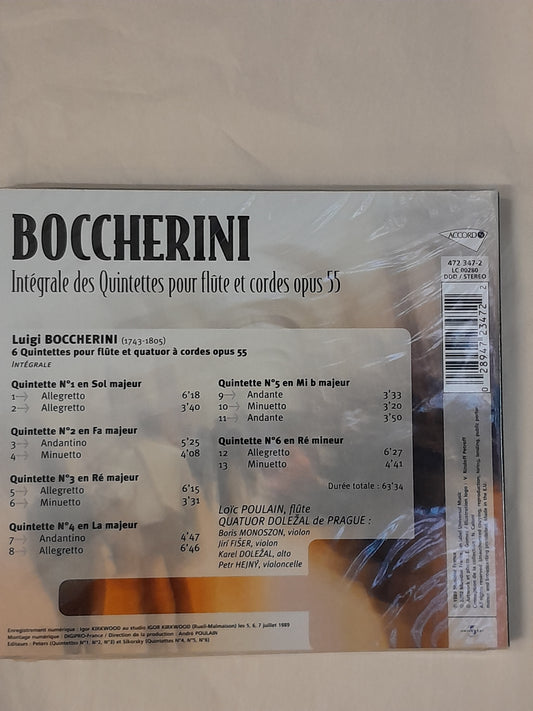 BOCCHERINI
Intégrale des Quintettes pour flûte et cordes opus 55
ACCORD
472 347-2
LC 00280
DDD / STEREO
0 28947 23472 2
Luigi BOCCHERINI (1743-1805)
6 Quintettes pour flûte et quatuor à cordes opus 55
INTÉGRALE
Quintette N°1 en Sol majeur
1 Allegretto 6'18
2 Allegretto 3'40
Quintette N°2 en Fa majeur
3 Andantino 5'25
4 Minuetto 4'08
Quintette N°3 en Ré majeur
5 Allegretto 6'15
6 Minuetto 3'31
Quintette N°4 en La majeur
7 Andantino 4'47
8 Allegretto 6'46
Quintette N°5 en Mi b majeur
9 Andante 3'33
10 Minuetto 3'20
11 Andante 3'50
Quintette N°6 en Ré mineur
12 Allegretto 6'27
13 Minuetto 4'41
Durée totale : 63'34
Loïc POULAIN, flûte
QUATUOR DOLEŽAL de PRAGUE :
Boris MONOSZON, violon
Jiří FIŠER, violon
Karel DOLEŽAL, alto
Petr HEJNÝ, violoncelle
Enregistrement numérique : Igor KIRKWOOD au studio IGOR KIRKWOOD (Rueil-Malmaison) les 5, 6, 7 juillet 1989
Montage numérique : DIGIPRO-France / Direction de la production : André POULAIN
Editeurs : Peters (Quintettes N°1, N°2, N°3) et Sikorsky (Quintettes N°4, N°5, N°6)